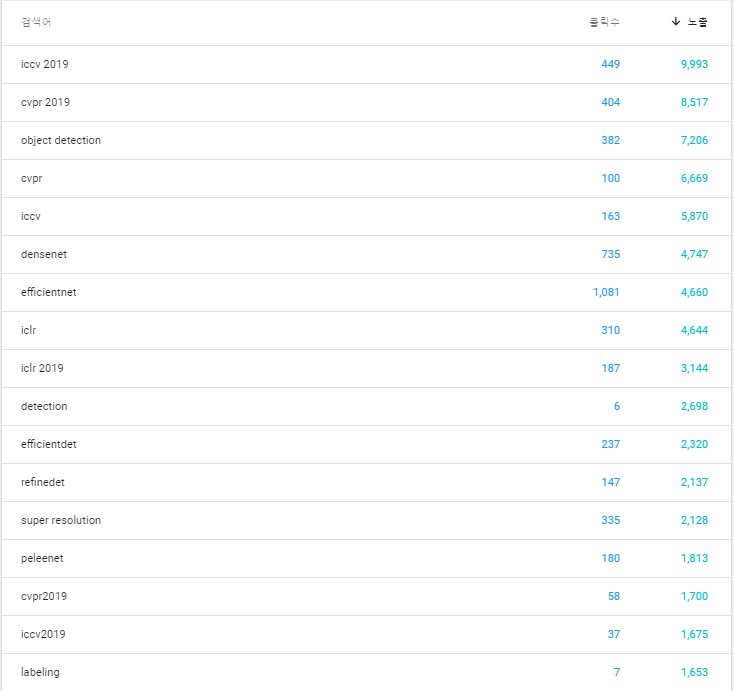 검색어 클릭수 ↓ 노출
iccv 2019 449 9,993
cvpr 2019 404 8,517
object detection 382 7,206
cvpr 100 6,669
iccv 163 5,870
densenet 735 4,747
efficientnet 1,081 4,660
iclr 310 4,644
iclr 2019 187 3,144
detection 6 2,698
efficientdet 237 2,320
refinedet 147 2,137
super resolution 335 2,128
peleenet 180 1,813
cvpr2019 58 1,700
iccv2019 37 1,675
labeling 7 1,653